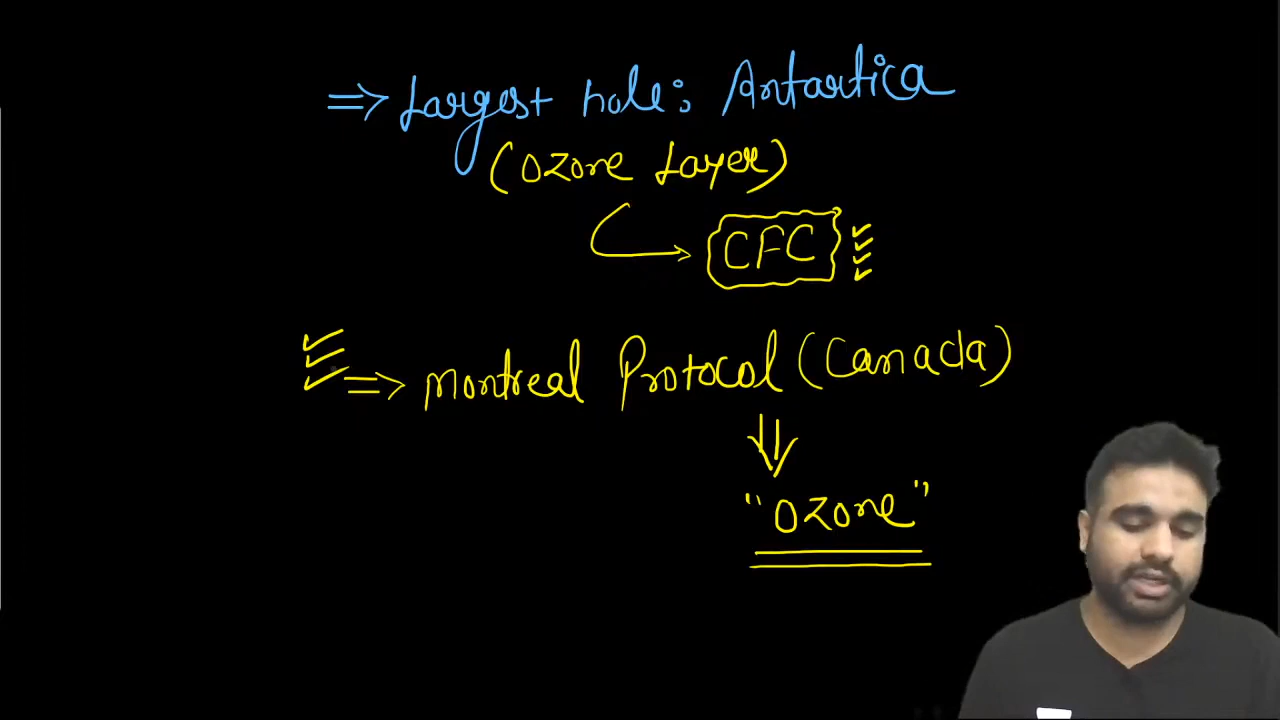 ⇒ Largest hole: Antartica
(Ozone Layer)
CFC
⇒ Montreal Protocol (Canada)
"Ozone"